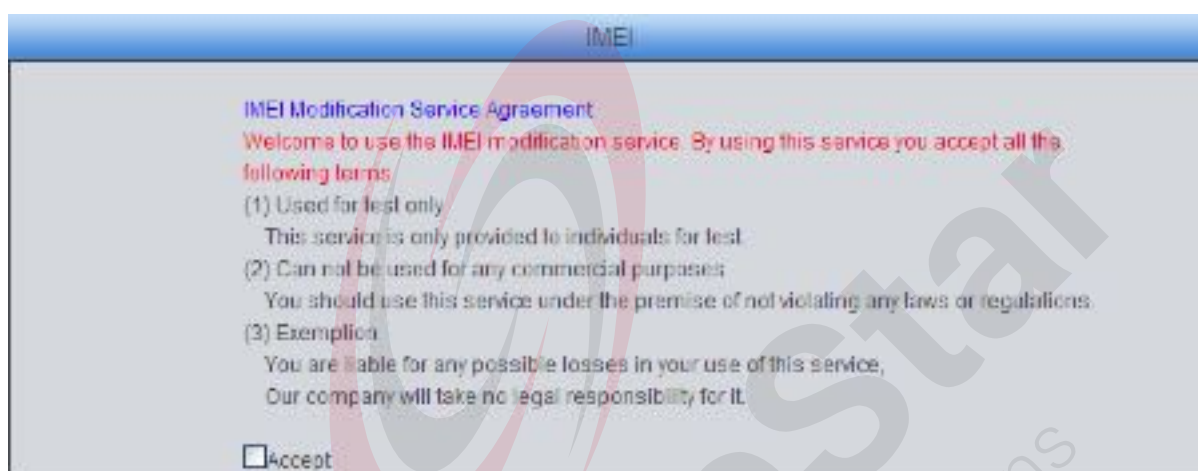 IMEI
IMEI Modification Service Agreement
Welcome to use the IMEI modification service. By using this service you accept all the
following terms
(1) Used for test only
This service is only provided to individuals for test.
(2) Can not be used for any commercial purposes
You should use this service under the premise of not violating any laws or regulations.
(3) Exemption
You are liable for any possible losses in your use of this service,
Our company will take no legal responsibility for it.
Accept